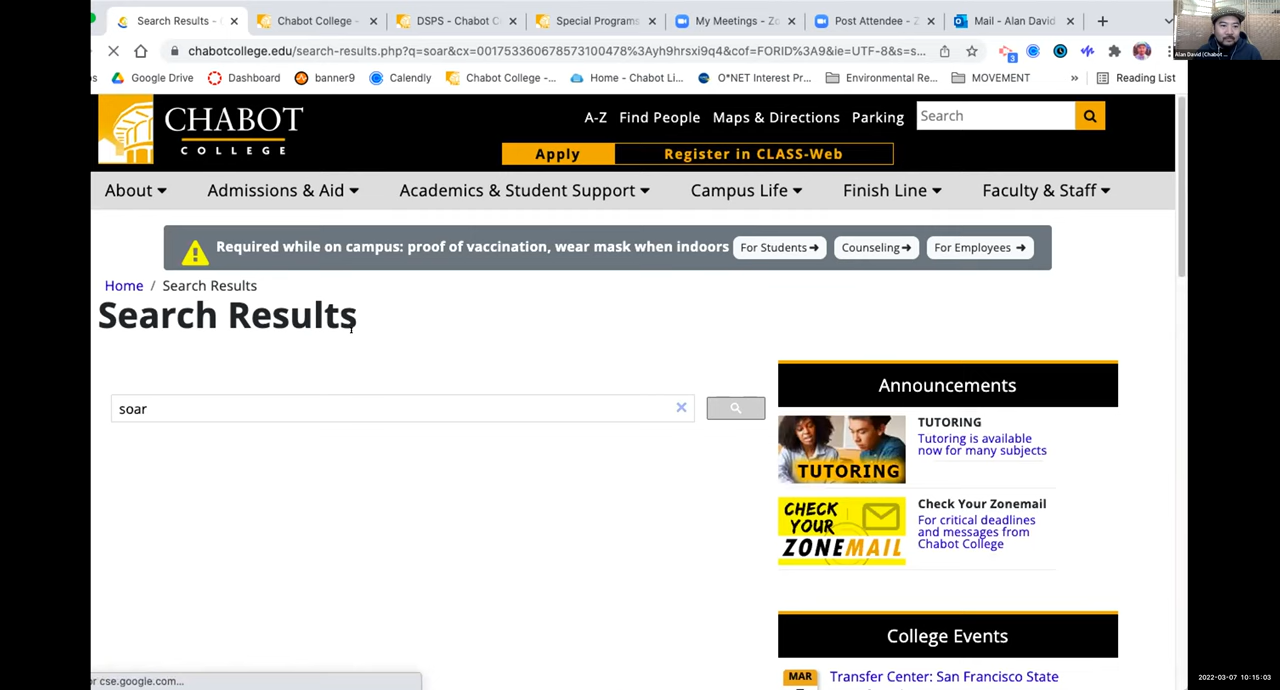 Search Results -
Chabot College -
DSPS - Chabot C
Special Programs
My Meetings - Zo
Post Attendee - Z
Mail - Alan David
chabotcollege.edu/search-results.php?q=soar&cx=001753360678573100478%3Ayh9hrsxi9q4&cof=FORID%3A9&ie=UTF-8&s=s...
3
Google Drive
Dashboard
banner9
Calendly
Chabot College -...
Home - Chabot Li...
O*NET Interest Pr...
Environmental Re...
MOVEMENT
»
Reading List
CHABOT
COLLEGE
A-Z Find People Maps & Directions Parking
Search
Apply
Register in CLASS-Web
About
Admissions & Aid
Academics & Student Support
Campus Life
Finish Line
Faculty & Staff
Required while on campus: proof of vaccination, wear mask when indoors
For Students➜
Counseling➜
For Employees ➜
Home / Search Results
Search Results
soar
Announcements
TUTORING
TUTORING
Tutoring is available
now for many subjects
CHECK
YOUR
ZONEMAIL
Check Your Zonemail
For critical deadlines
and messages from
Chabot College
College Events
MAR
Transfer Center: San Francisco State
or cse.google.com...
Alan David (Chabot ...
2022-03-07 10:15:03